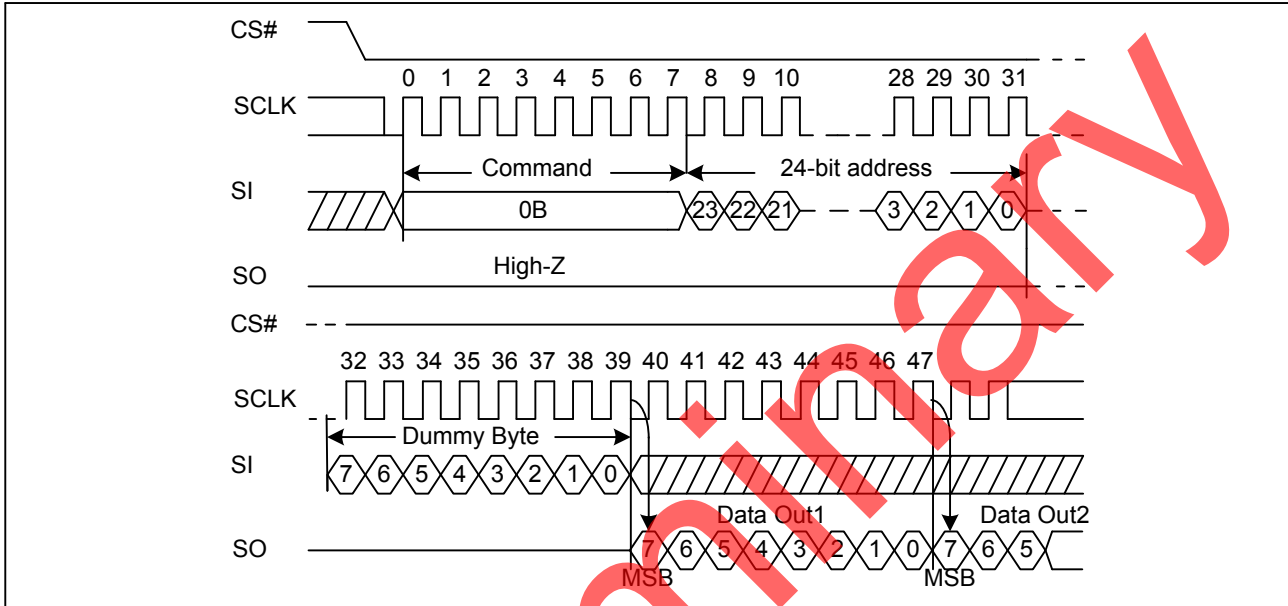 CS#
0 1 2 3 4 5 6 7 8 9 10 28 29 30 31
SCLK
Command 24-bit address
SI
0B 23 22 21 3 2 1 0
High-Z
SO
CS#
32 33 34 35 36 37 38 39 40 41 42 43 44 45 46 47
SCLK
Dummy Byte
SI
7 6 5 4 3 2 1 0
Data Out1 Data Out2
SO
7 6 5 4 3 2 1 0 7 6 5
MSB MSB
minary